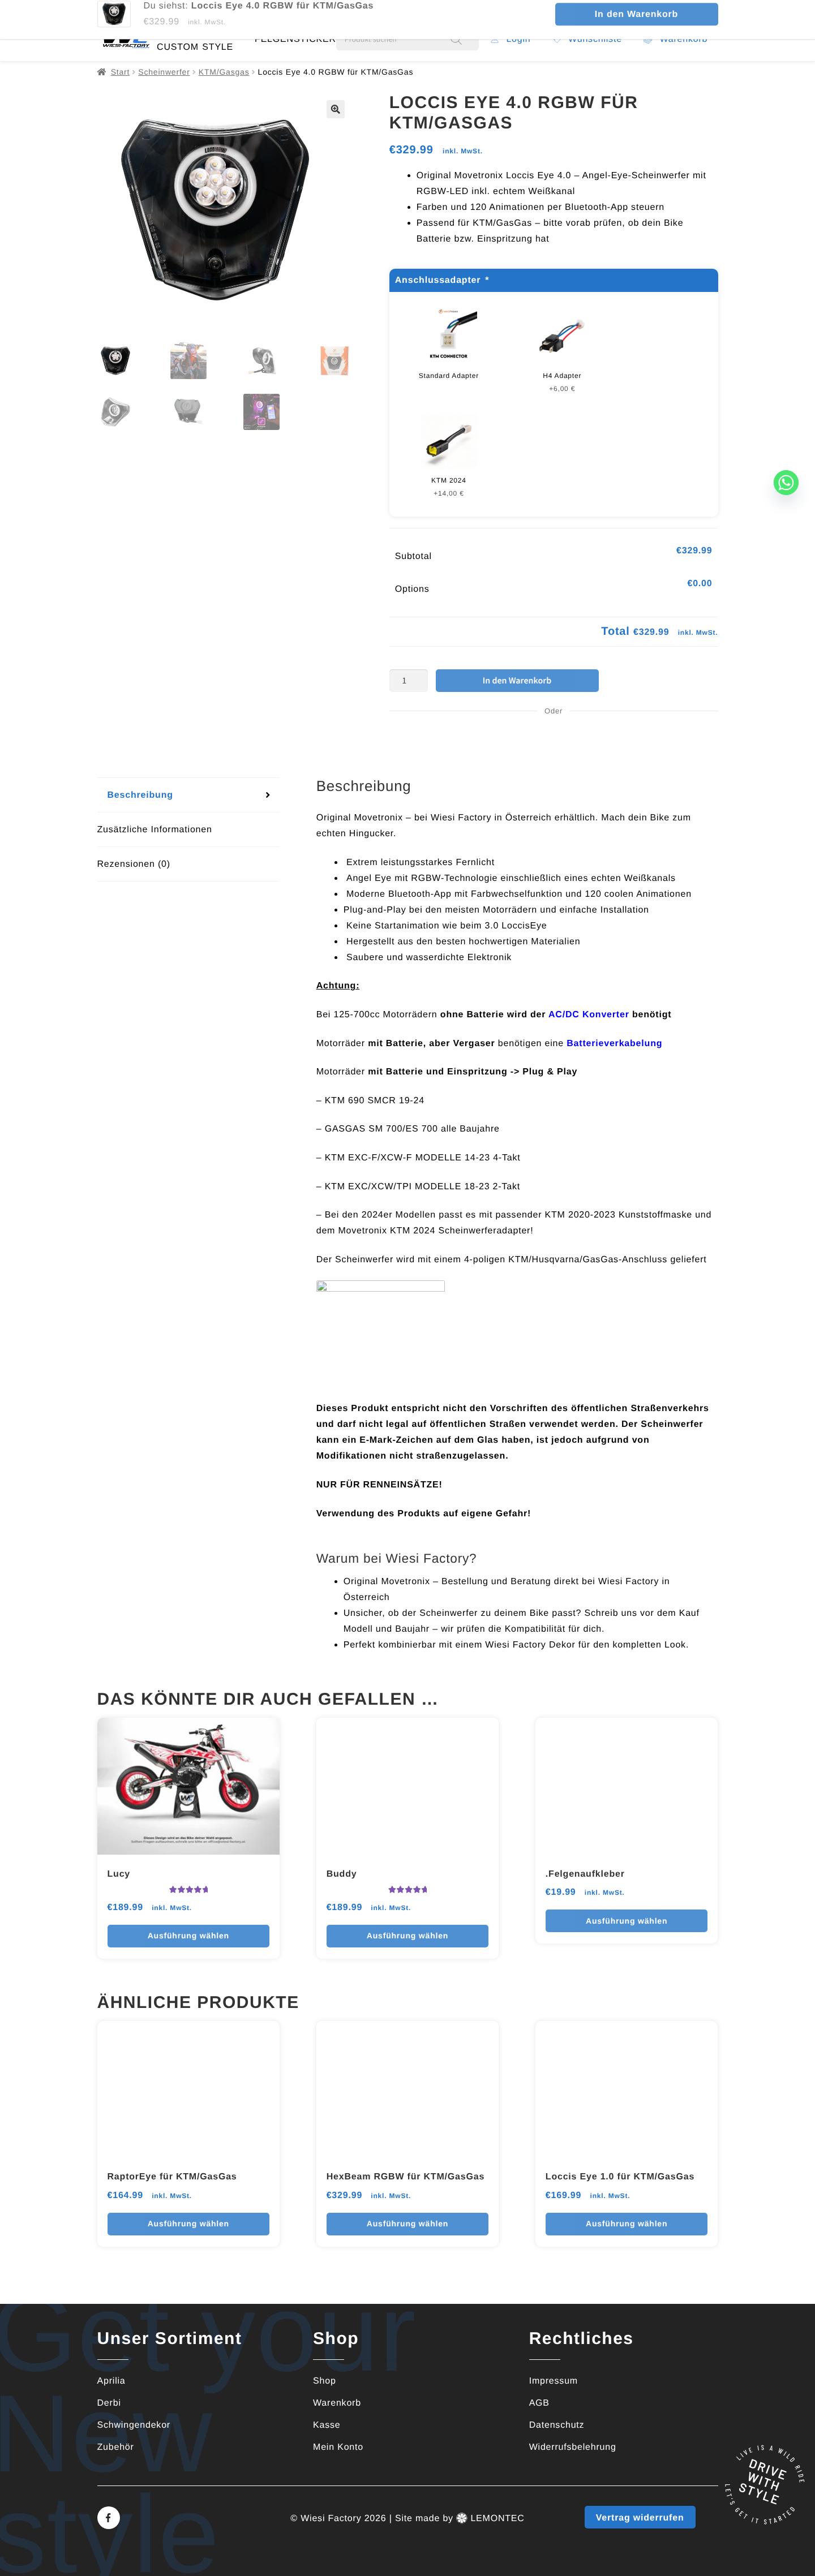 Du siehst: Loccis Eye 4.0 RGBW für KTM/GasGas
€329.99 inkl. MwSt.
In den Warenkorb
WIESI-FACTORY
CUSTOM STYLE
FELGENSTICKER
Produkt suchen
Login
Wunschliste
Warenkorb
Start › Scheinwerfer › KTM/Gasgas › Loccis Eye 4.0 RGBW für KTM/GasGas
LOCCIS EYE 4.0 RGBW FÜR
KTM/GASGAS
€329.99 inkl. MwSt.
Original Movetronix Loccis Eye 4.0 – Angel-Eye-Scheinwerfer mit
RGBW-LED inkl. echtem Weißkanal
Farben und 120 Animationen per Bluetooth-App steuern
Passend für KTM/GasGas – bitte vorab prüfen, ob dein Bike
Batterie bzw. Einspritzung hat
Anschlussadapter *
KTM CONNECTOR
Standard Adapter
H4 Adapter
+6,00 €
KTM 2024
+14,00 €
Subtotal
€329.99
Options
€0.00
Total €329.99 inkl. MwSt.
1
In den Warenkorb
Oder
Beschreibung
Zusätzliche Informationen
Rezensionen (0)
Beschreibung
Original Movetronix – bei Wiesi Factory in Österreich erhältlich. Mach dein Bike zum
echten Hingucker.
Extrem leistungsstarkes Fernlicht
Angel Eye mit RGBW-Technologie einschließlich eines echten Weißkanals
Moderne Bluetooth-App mit Farbwechselfunktion und 120 coolen Animationen
Plug-and-Play bei den meisten Motorrädern und einfache Installation
Keine Startanimation wie beim 3.0 LoccisEye
Hergestellt aus den besten hochwertigen Materialien
Saubere und wasserdichte Elektronik
Achtung:
Bei 125-700cc Motorrädern ohne Batterie wird der AC/DC Konverter benötigt
Motorräder mit Batterie, aber Vergaser benötigen eine Batterieverkabelung
Motorräder mit Batterie und Einspritzung -> Plug & Play
– KTM 690 SMCR 19-24
– GASGAS SM 700/ES 700 alle Baujahre
– KTM EXC-F/XCW-F MODELLE 14-23 4-Takt
– KTM EXC/XCW/TPI MODELLE 18-23 2-Takt
– Bei den 2024er Modellen passt es mit passender KTM 2020-2023 Kunststoffmaske und
dem Movetronix KTM 2024 Scheinwerferadapter!
Der Scheinwerfer wird mit einem 4-poligen KTM/Husqvarna/GasGas-Anschluss geliefert
Dieses Produkt entspricht nicht den Vorschriften des öffentlichen Straßenverkehrs
und darf nicht legal auf öffentlichen Straßen verwendet werden. Der Scheinwerfer
kann ein E-Mark-Zeichen auf dem Glas haben, ist jedoch aufgrund von
Modifikationen nicht straßenzugelassen.
NUR FÜR RENNEINSÄTZE!
Verwendung des Produkts auf eigene Gefahr!
Warum bei Wiesi Factory?
Original Movetronix – Bestellung und Beratung direkt bei Wiesi Factory in
Österreich
Unsicher, ob der Scheinwerfer zu deinem Bike passt? Schreib uns vor dem Kauf
Modell und Baujahr – wir prüfen die Kompatibilität für dich.
Perfekt kombinierbar mit einem Wiesi Factory Dekor für den kompletten Look.
DAS KÖNNTE DIR AUCH GEFALLEN …
Lucy
€189.99 inkl. MwSt.
Ausführung wählen
Buddy
€189.99 inkl. MwSt.
Ausführung wählen
.Felgenaufkleber
€19.99 inkl. MwSt.
Ausführung wählen
ÄHNLICHE PRODUKTE
RaptorEye für KTM/GasGas
€164.99 inkl. MwSt.
Ausführung wählen
HexBeam RGBW für KTM/GasGas
€329.99 inkl. MwSt.
Ausführung wählen
Loccis Eye 1.0 für KTM/GasGas
€169.99 inkl. MwSt.
Ausführung wählen
Get your
New
style
Unser Sortiment
Aprilia
Derbi
Schwingendekor
Zubehör
Shop
Shop
Warenkorb
Kasse
Mein Konto
Rechtliches
Impressum
AGB
Datenschutz
Widerrufsbelehrung
LIVE IS A WILD RIDE
DRIVE
WITH
STYLE
LET'S GET IT STARTED
© Wiesi Factory 2026 | Site made by LEMONTEC
Vertrag widerrufen